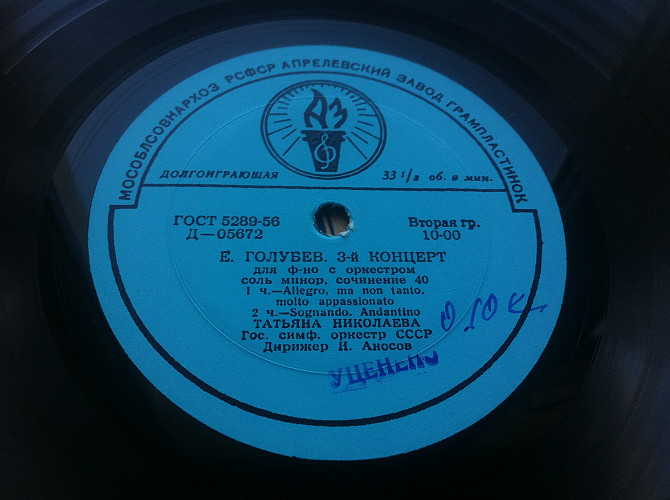 МОСОБЛСОВНАРХОЗ РСФСР АПРЕЛЕВСКИЙ ЗАВОД ГРАМПЛАСТИНОК
АЗ
ДОЛГОИГРАЮЩАЯ 33 1/3 об. в мин.
ГОСТ 5289-56 Вторая гр.
Д—05672 10-00
Е. ГОЛУБЕВ. 3-й КОНЦЕРТ
для ф-но с оркестром
соль минор, сочинение 40
1 ч.—Allegro, ma non tanto,
molto appassionato
2 ч.—Sognando, Andantino
ТАТЬЯНА НИКОЛАЕВА
Гос. симф. оркестр СССР
Дирижер Н. Аносов
УЦЕНЕНО
0.10 к